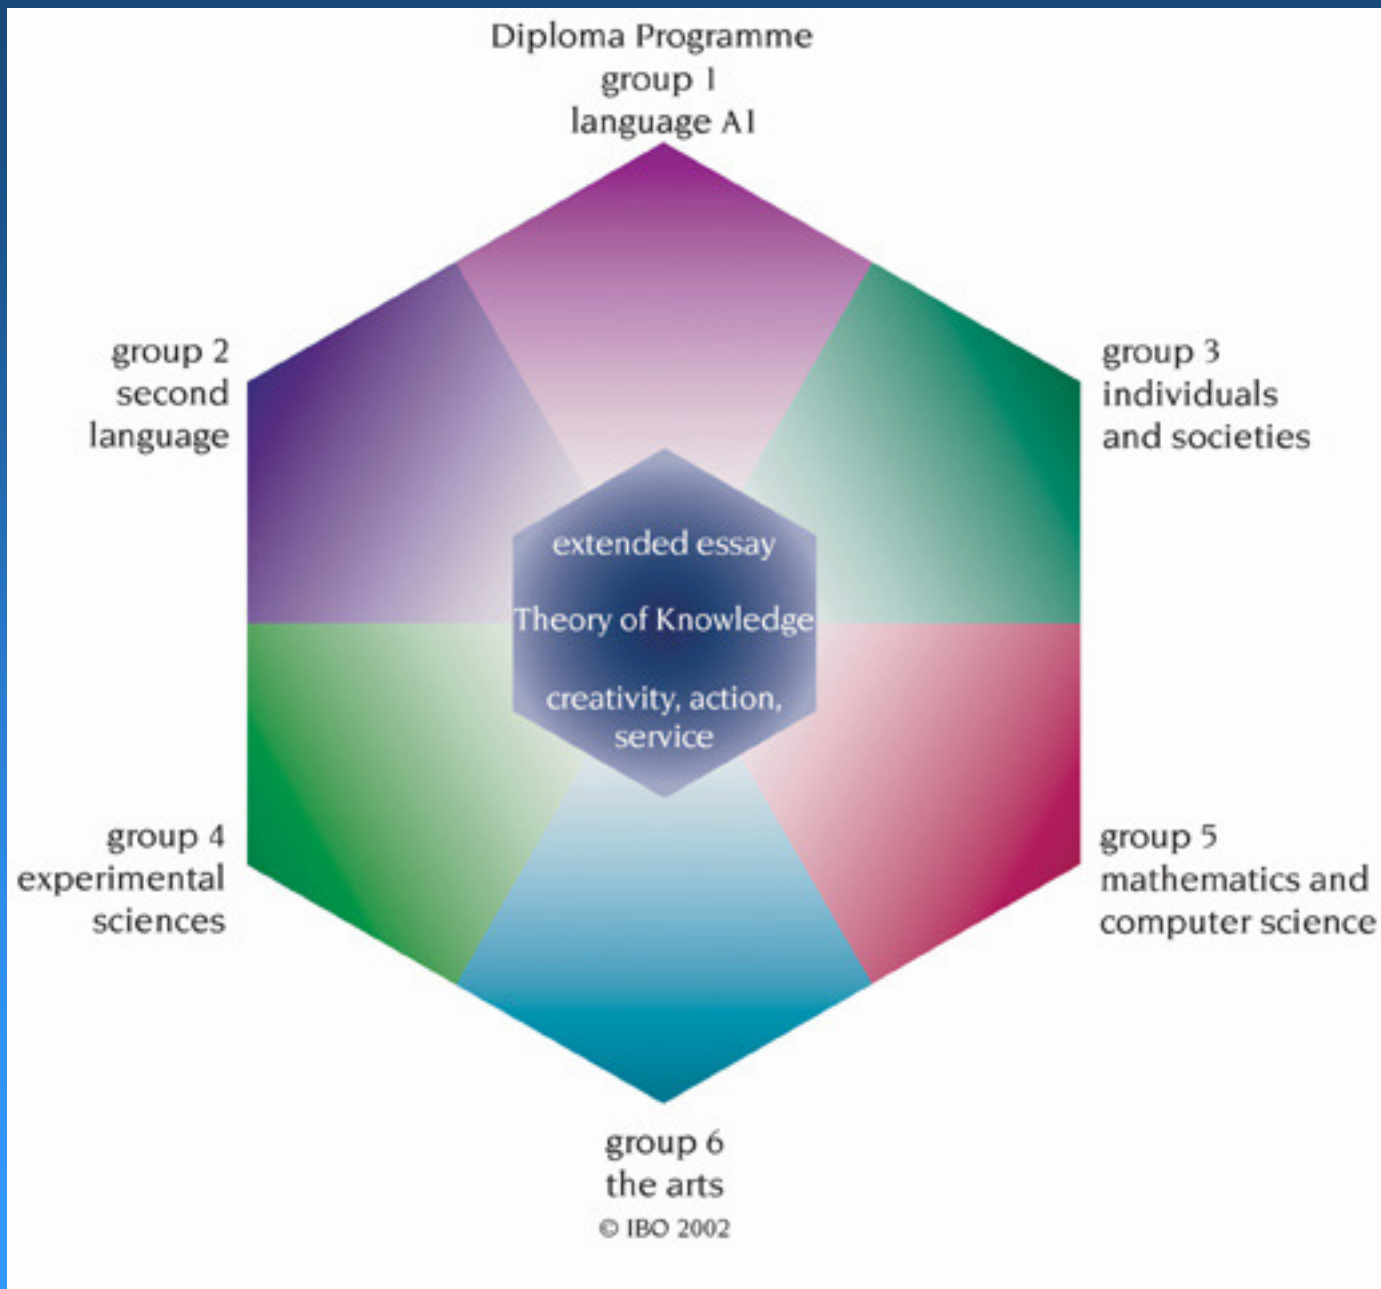 Diploma Programme
group 1
language A1
group 2
second
language
group 3
individuals
and societies
extended essay
Theory of Knowledge
creativity, action,
service
group 4
experimental
sciences
group 5
mathematics and
computer science
group 6
the arts
© IBO 2002